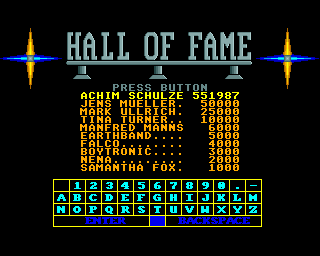 HALL OF FAME
PRESS BUTTON
ACHIM SCHULZE 551987
JENS MUELLER. 50000
MARK ULLRICH. 25000
TINA TURNER.. 10000
MANFRED MANNS 6000
EARTHBAND.... 5000
FALCO........ 4000
BOYTRONIC.... 3000
NENA......... 2000
SAMANTHA FOX. 1000
1 2 3 4 5 6 7 8 9 0 . -
A B C D E F G H I J K L M
N O P Q R S T U V W X Y Z
ENTER BACKSPACE